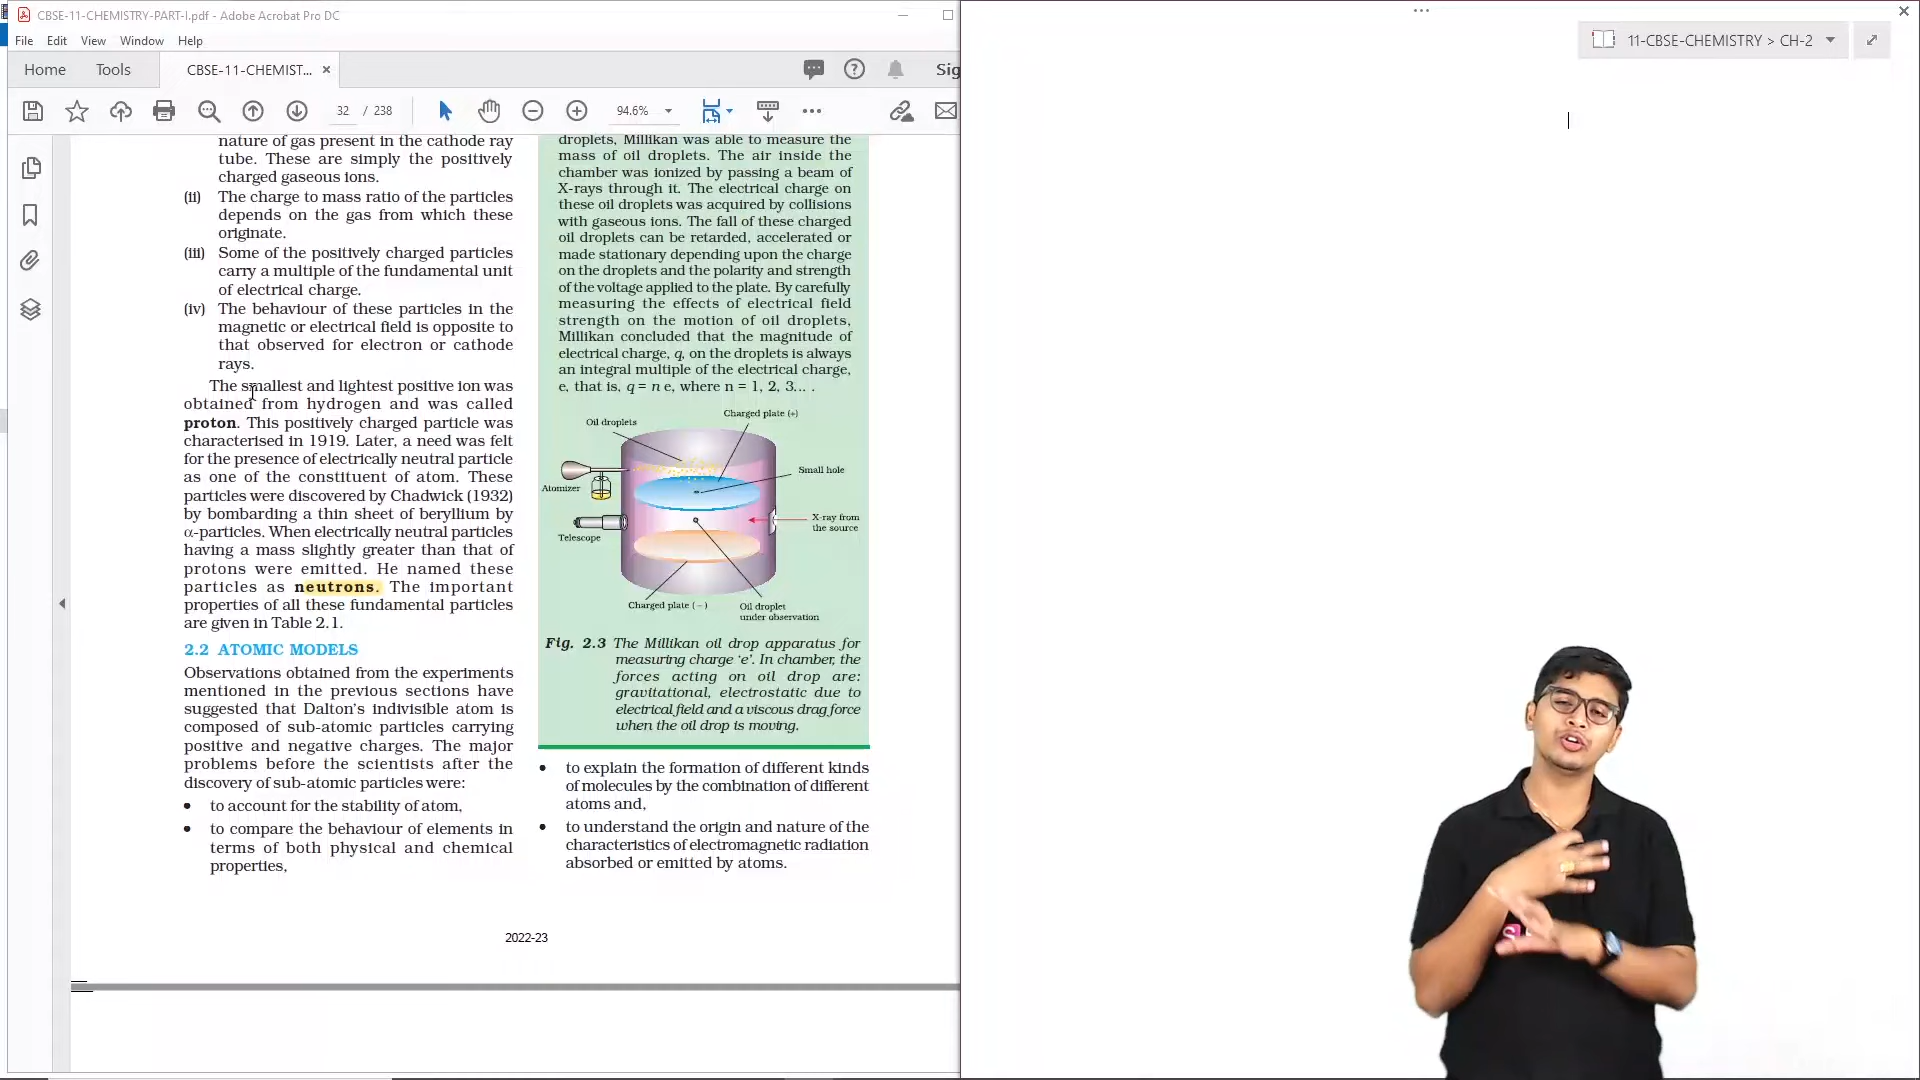 CBSE-11-CHEMISTRY-PART-I.pdf - Adobe Acrobat Pro DC
File Edit View Window Help
Home Tools CBSE-11-CHEMIST... × Sig
32 / 238 94.6%
nature of gas present in the cathode ray
tube. These are simply the positively
charged gaseous ions.
(ii) The charge to mass ratio of the particles
depends on the gas from which these
originate.
(iii) Some of the positively charged particles
carry a multiple of the fundamental unit
of electrical charge.
(iv) The behaviour of these particles in the
magnetic or electrical field is opposite to
that observed for electron or cathode
rays.
The smallest and lightest positive ion was
obtained from hydrogen and was called
proton. This positively charged particle was
characterised in 1919. Later, a need was felt
for the presence of electrically neutral particle
as one of the constituent of atom. These
particles were discovered by Chadwick (1932)
by bombarding a thin sheet of beryllium by
α-particles. When electrically neutral particles
having a mass slightly greater than that of
protons were emitted. He named these
particles as neutrons. The important
properties of all these fundamental particles
are given in Table 2.1.
2.2 ATOMIC MODELS
Observations obtained from the experiments
mentioned in the previous sections have
suggested that Dalton's indivisible atom is
composed of sub-atomic particles carrying
positive and negative charges. The major
problems before the scientists after the
discovery of sub-atomic particles were:
• to account for the stability of atom,
• to compare the behaviour of elements in
terms of both physical and chemical
properties,
droplets, Millikan was able to measure the
mass of oil droplets. The air inside the
chamber was ionized by passing a beam of
X-rays through it. The electrical charge on
these oil droplets was acquired by collisions
with gaseous ions. The fall of these charged
oil droplets can be retarded, accelerated or
made stationary depending upon the charge
on the droplets and the polarity and strength
of the voltage applied to the plate. By carefully
measuring the effects of electrical field
strength on the motion of oil droplets,
Millikan concluded that the magnitude of
electrical charge, q, on the droplets is always
an integral multiple of the electrical charge,
e, that is, q = n e, where n = 1, 2, 3... .
Charged plate (+)
Oil droplets
Small hole
Atomizer
X-ray from
the source
Telescope
Charged plate (−)
Oil droplet
under observation
Fig. 2.3 The Millikan oil drop apparatus for
measuring charge 'e'. In chamber, the
forces acting on oil drop are:
gravitational, electrostatic due to
electrical field and a viscous drag force
when the oil drop is moving.
• to explain the formation of different kinds
of molecules by the combination of different
atoms and,
• to understand the origin and nature of the
characteristics of electromagnetic radiation
absorbed or emitted by atoms.
2022-23
11-CBSE-CHEMISTRY > CH-2